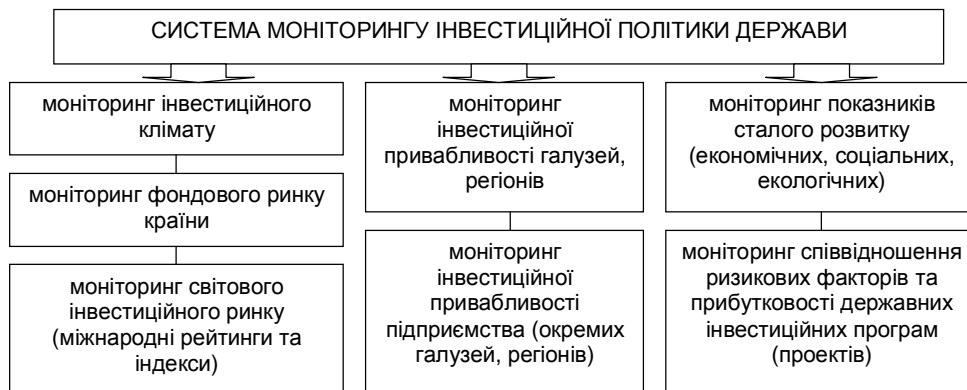 СИСТЕМА МОНІТОРИНГУ ІНВЕСТИЦІЙНОЇ ПОЛІТИКИ ДЕРЖАВИ
моніторинг інвестиційного
клімату
моніторинг фондового ринку
країни
моніторинг світового
інвестиційного ринку
(міжнародні рейтинги та
індекси)
моніторинг
інвестиційної
привабливості галузей,
регіонів
моніторинг
інвестиційної
привабливості
підприємства (окремих
галузей, регіонів)
моніторинг показників
сталого розвитку
(економічних, соціальних,
екологічних)
моніторинг співвідношення
ризикових факторів та
прибутковості державних
інвестиційних програм
(проектів)